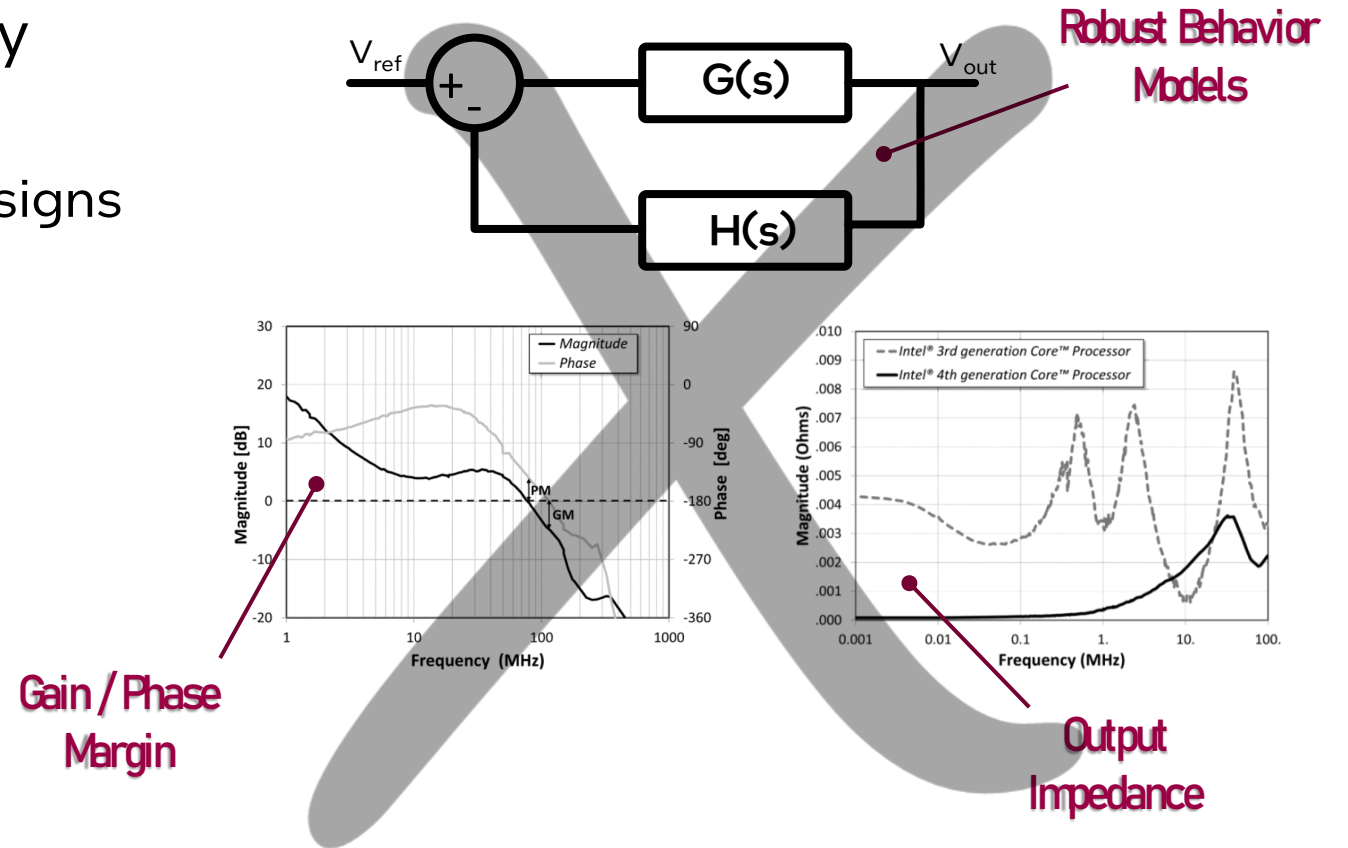 y
signs
V_ref
+
-
G(s)
V_out
H(s)
Robust Behavior
Models
30
20
10
0
-10
-20
Magnitude [dB]
Magnitude
Phase
PM
GM
90
0
-90
-180
-270
-360
Phase [deg]
1
10
100
1000
Frequency (MHz)
Gain / Phase
Margin
.010
.009
.008
.007
.006
.005
.004
.003
.002
.001
.000
Magnitude (Ohms)
Intel® 3rd generation Core™ Processor
Intel® 4th generation Core™ Processor
0.001
0.01
0.1
1.
10.
100.
Frequency (MHz)
Output
Impedance